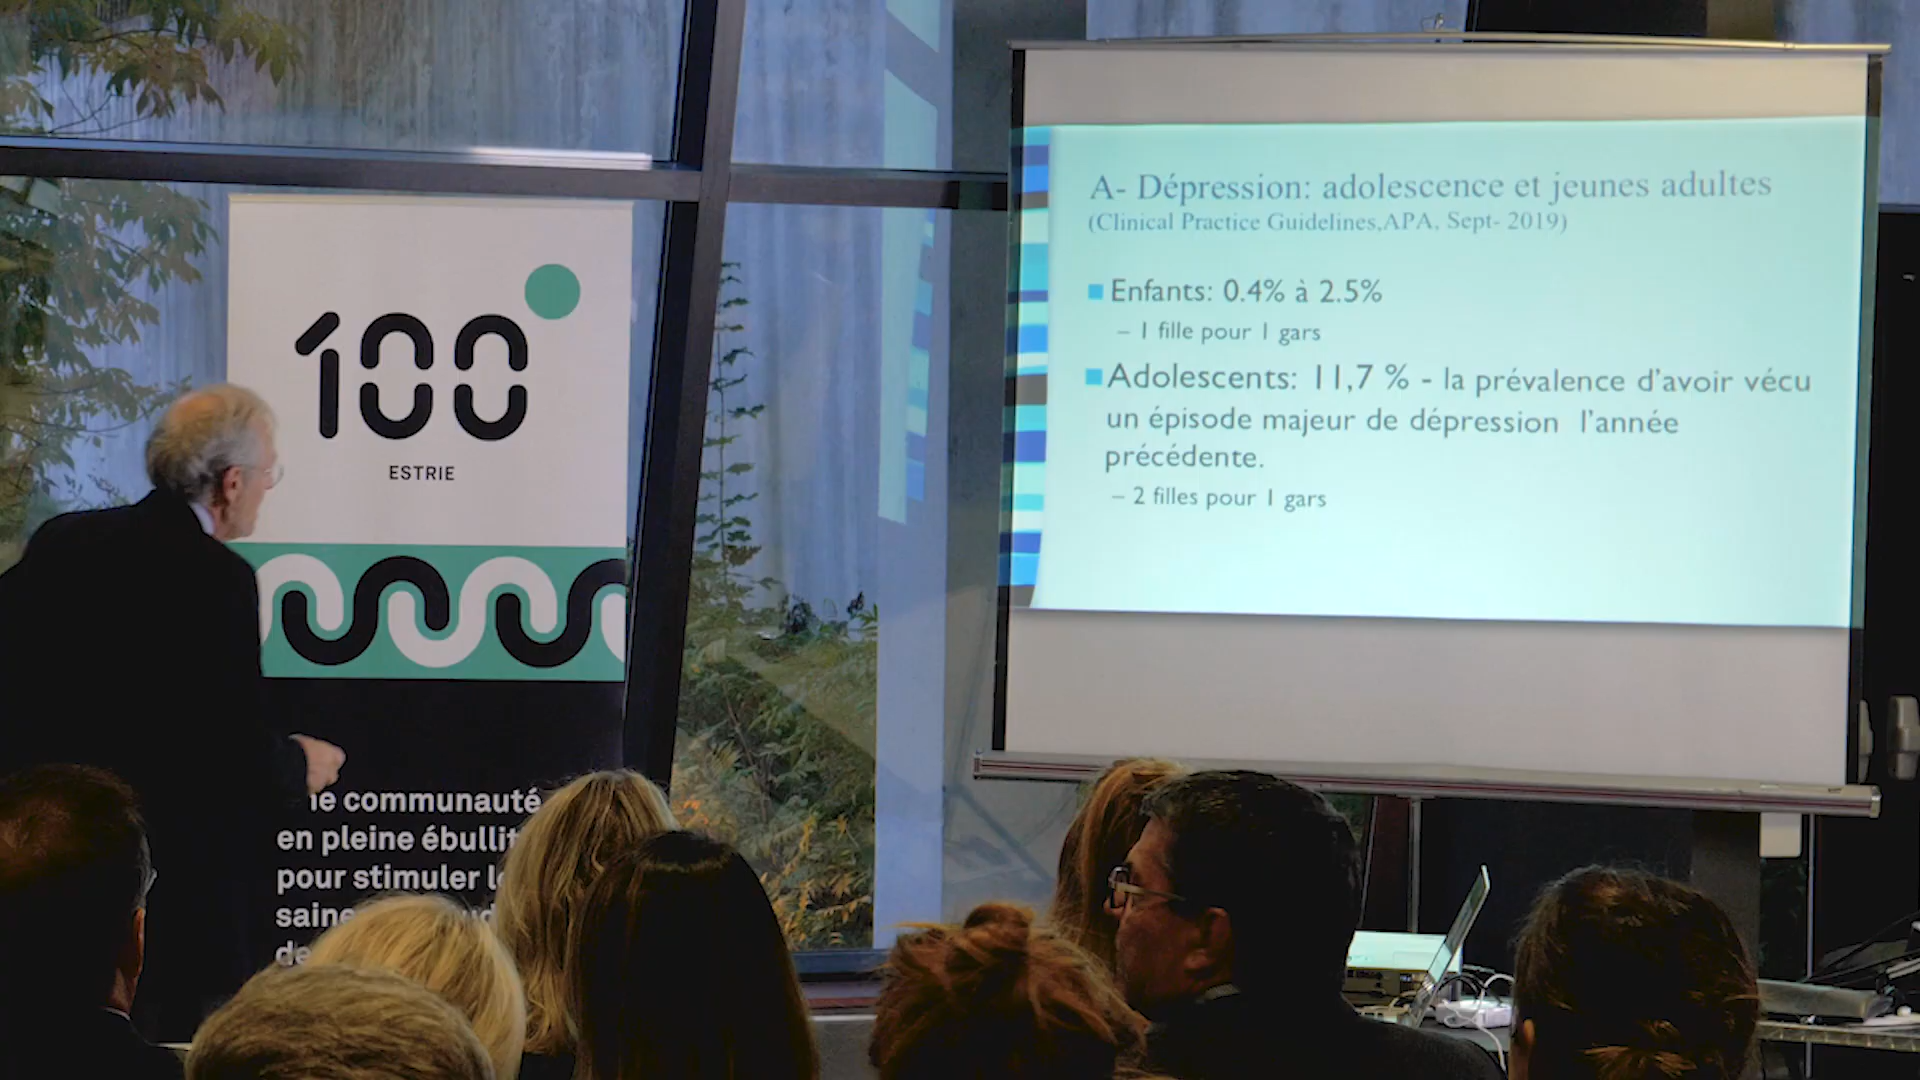 100°
ESTRIE
communauté
en pleine
pour stimuler
A- Dépression: adolescence et jeunes adultes
(Clinical Practice Guidelines,APA, Sept- 2019)
Enfants: 0.4% à 2.5%
– 1 fille pour 1 gars
Adolescents: 11,7 % - la prévalence d'avoir vécu
un épisode majeur de dépression l'année
précédente.
– 2 filles pour 1 gars